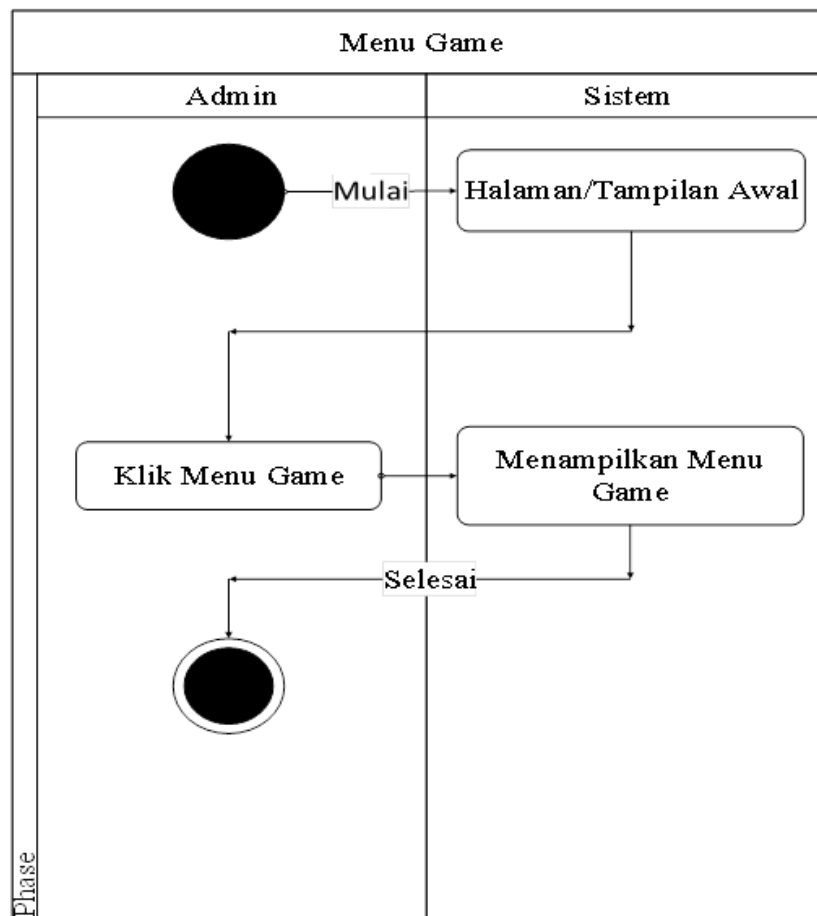 Menu Game
Admin
Sistem
Mulai
Halaman/Tampilan Awal
Klik Menu Game
Menampilkan Menu
Game
Selesai
Phase